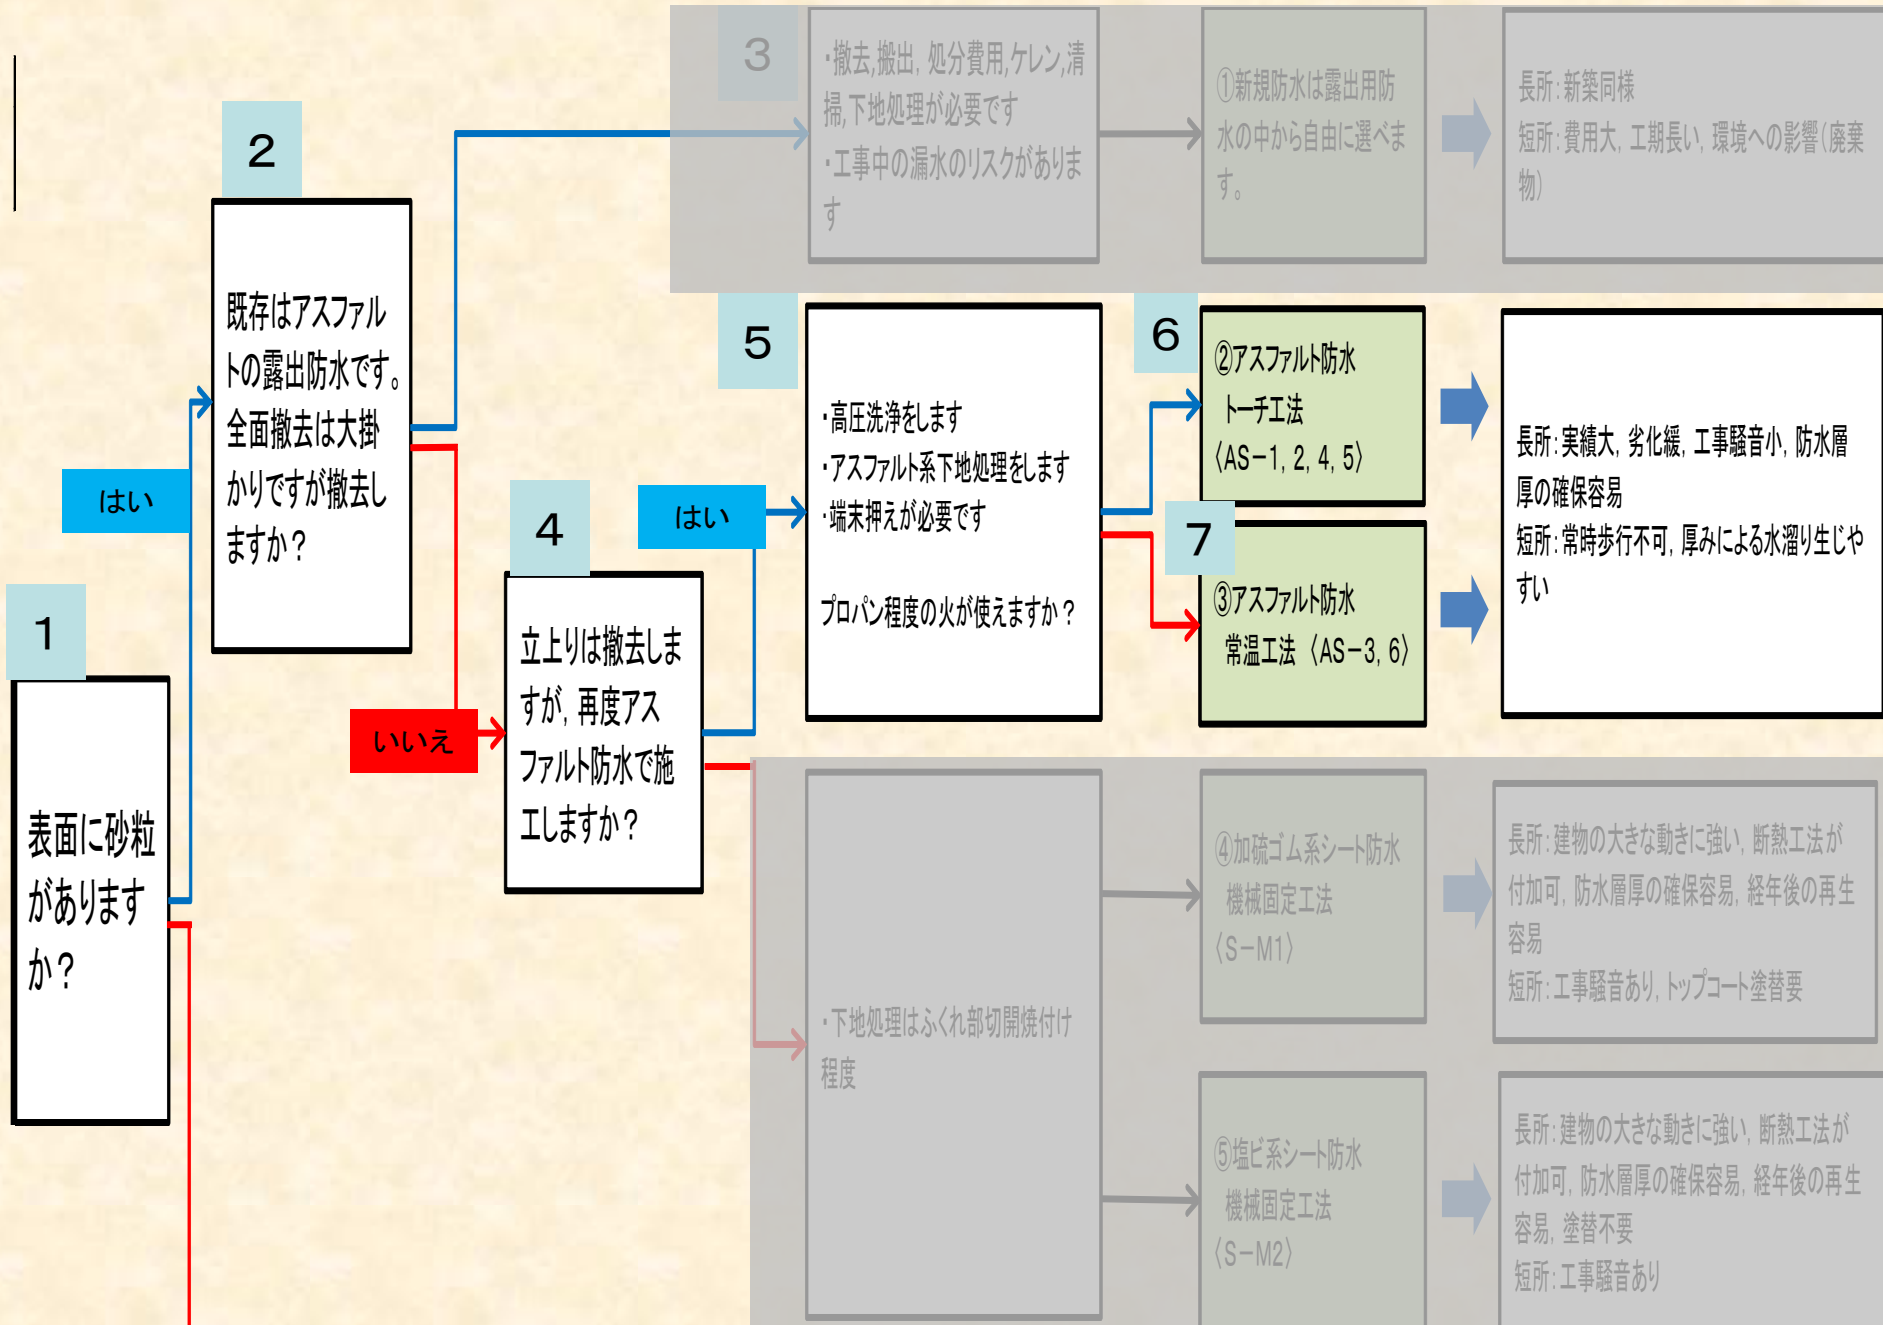 1
表面に砂粒
があります
か？
はい
2
既存はアスファル
トの露出防水です。
全面撤去は大掛
かりですが撤去し
ますか？
いいえ
3
・撤去,搬出, 処分費用,ケレン,清
掃,下地処理が必要です
・工事中の漏水のリスクがありま
す
①新規防水は露出用防
水の中から自由に選べま
す。
長所：新築同様
短所：費用大, 工期長い, 環境への影響（廃棄
物）
4
立上りは撤去しま
すが, 再度アス
ファルト防水で施
工しますか？
はい
5
・高圧洗浄をします
・アスファルト系下地処理をします
・端末押えが必要です
プロパン程度の火が使えますか？
6
②アスファルト防水
トーチ工法
〈AS－1, 2, 4, 5〉
7
③アスファルト防水
常温工法〈AS－3, 6〉
長所：実績大, 劣化緩, 工事騒音小, 防水層
厚の確保容易
短所：常時歩行不可, 厚みによる水溜り生じや
すい
・下地処理はふくれ部切開焼付け
程度
④加硫ゴム系シート防水
機械固定工法
〈S－M1〉
長所：建物の大きな動きに強い, 断熱工法が
付加可, 防水層厚の確保容易, 経年後の再生
容易
短所：工事騒音あり, トップコート塗替要
⑤塩ビ系シート防水
機械固定工法
〈S－M2〉
長所：建物の大きな動きに強い, 断熱工法が
付加可, 防水層厚の確保容易, 経年後の再生
容易, 塗替不要
短所：工事騒音あり